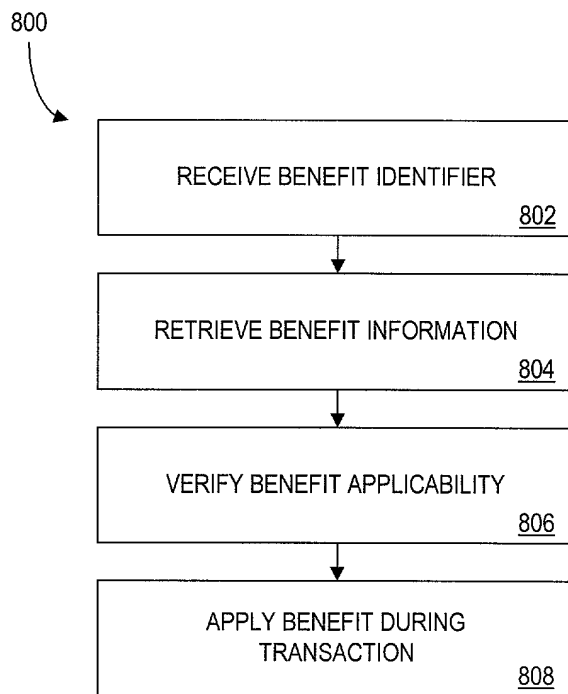 800
RECEIVE BENEFIT IDENTIFIER
802
RETRIEVE BENEFIT INFORMATION
804
VERIFY BENEFIT APPLICABILITY
806
APPLY BENEFIT DURING
TRANSACTION
808